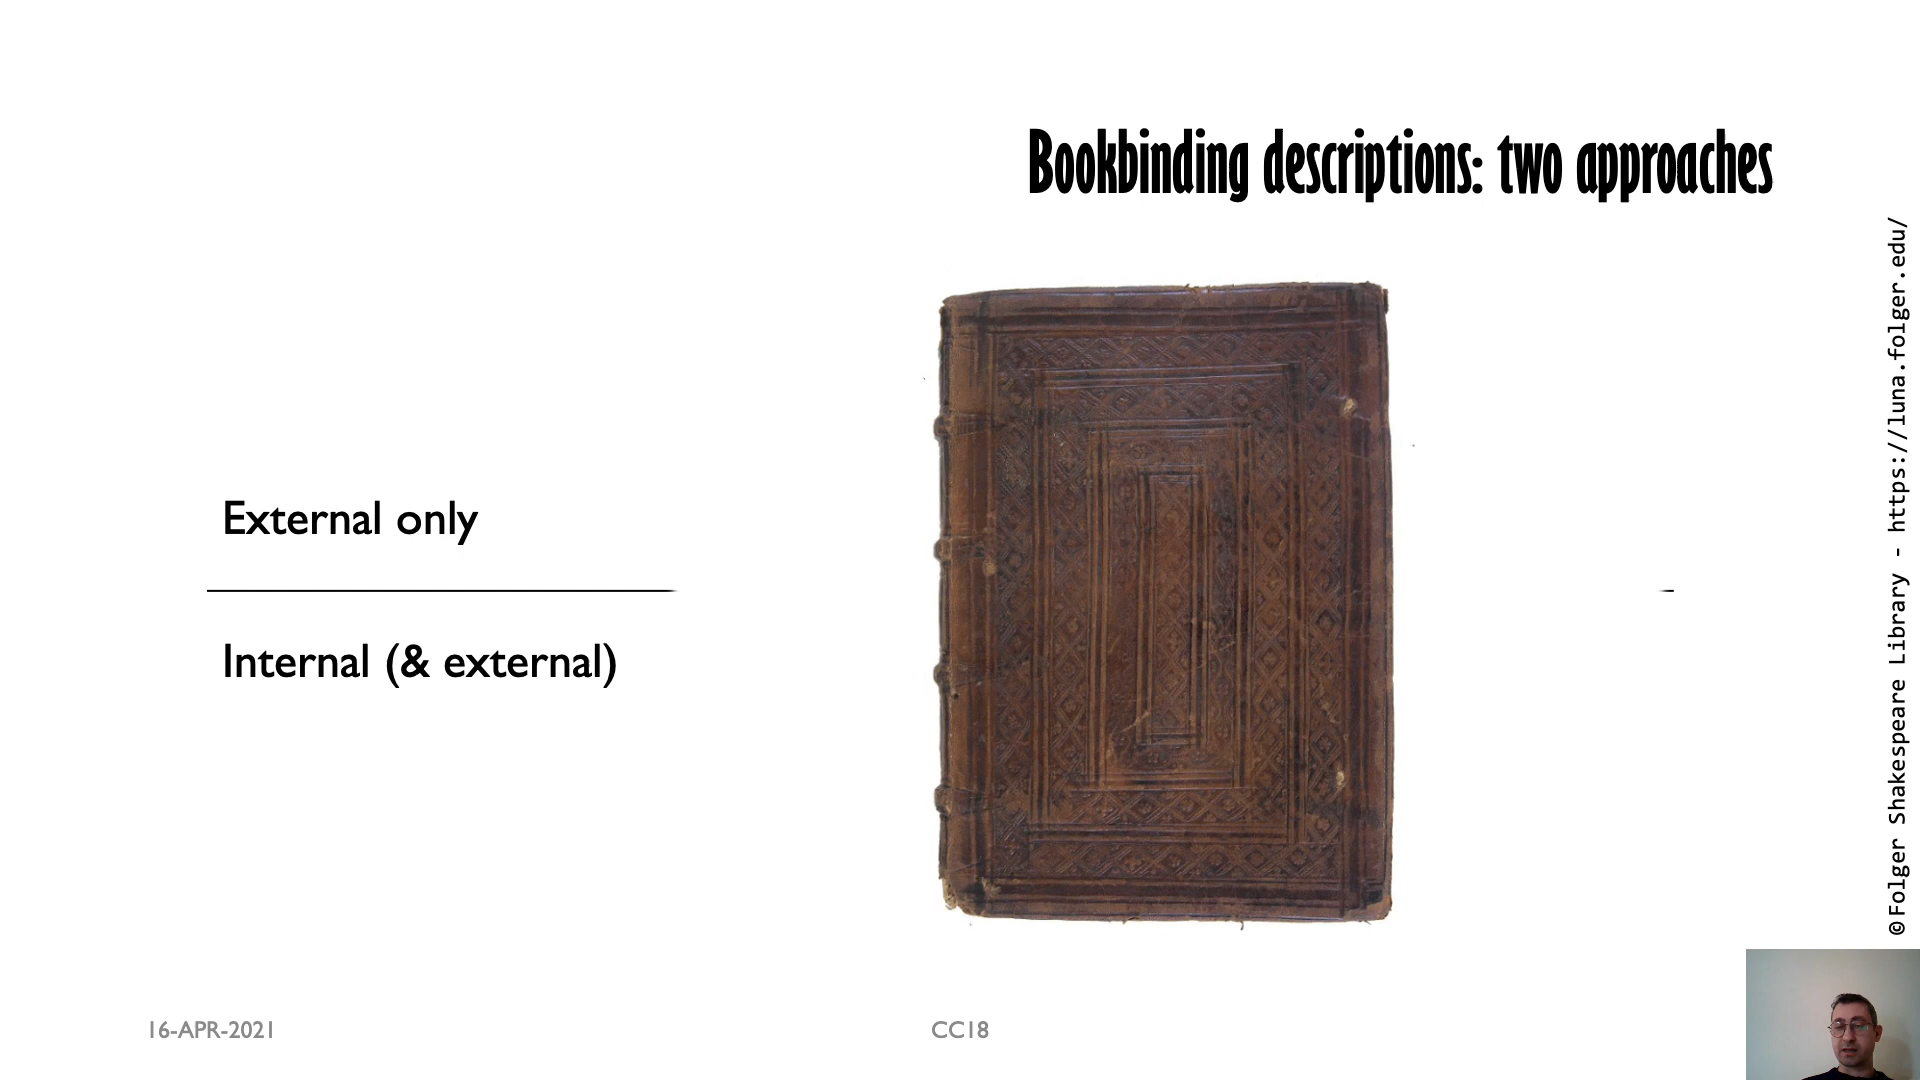 Bookbinding descriptions: two approaches
External only
Internal (& external)
©Folger Shakespeare Library - https://luna.folger.edu/
16-APR-2021
CC18